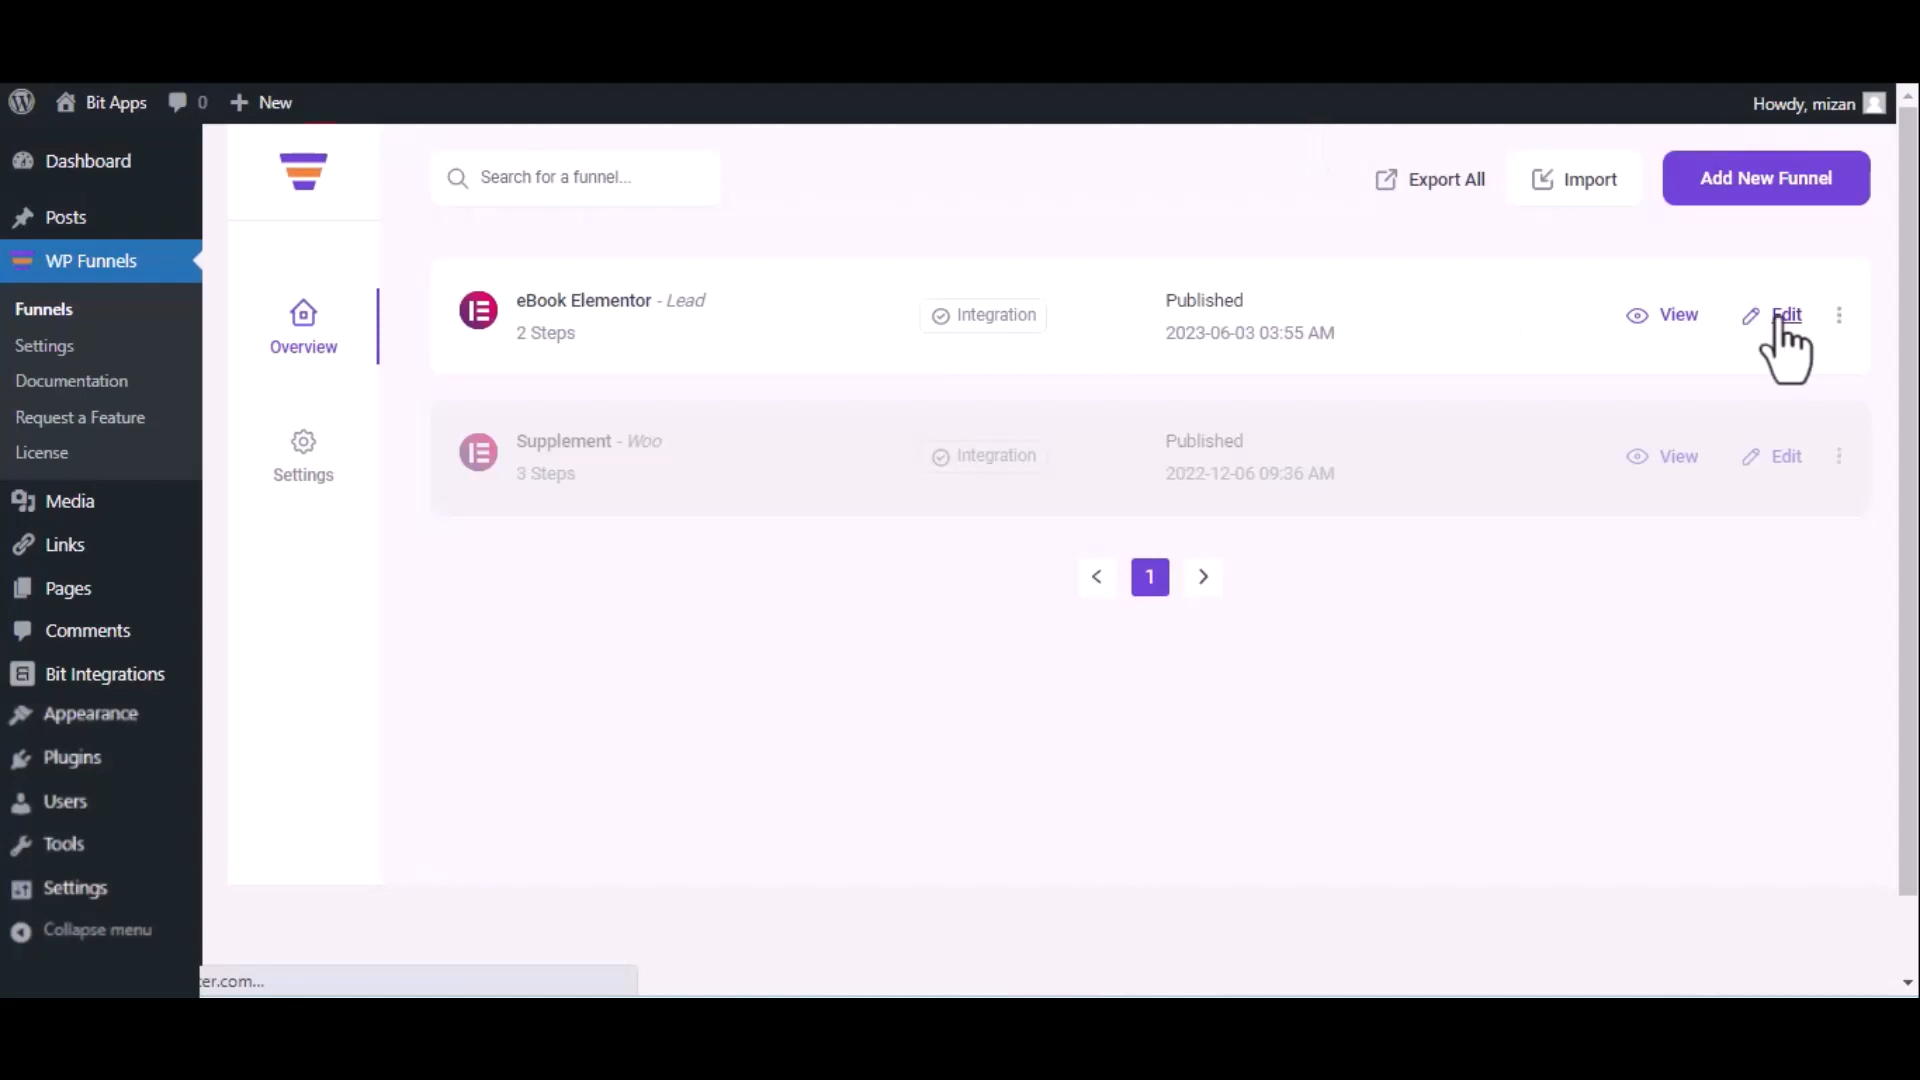 Bit Apps
0
New
Howdy, mizan
Dashboard
Posts
WP Funnels
Funnels
Settings
Documentation
Request a Feature
License
Media
Links
Pages
Comments
Bit Integrations
Appearance
Plugins
Users
Tools
Settings
Collapse menu
Overview
Settings
Search for a funnel...
Export All
Import
Add New Funnel
eBook Elementor - Lead
2 Steps
Integration
Published
2023-06-03 03:55 AM
View
Edit
Supplement - Woo
3 Steps
Integration
Published
2022-12-06 09:36 AM
View
Edit
1
ter.com...